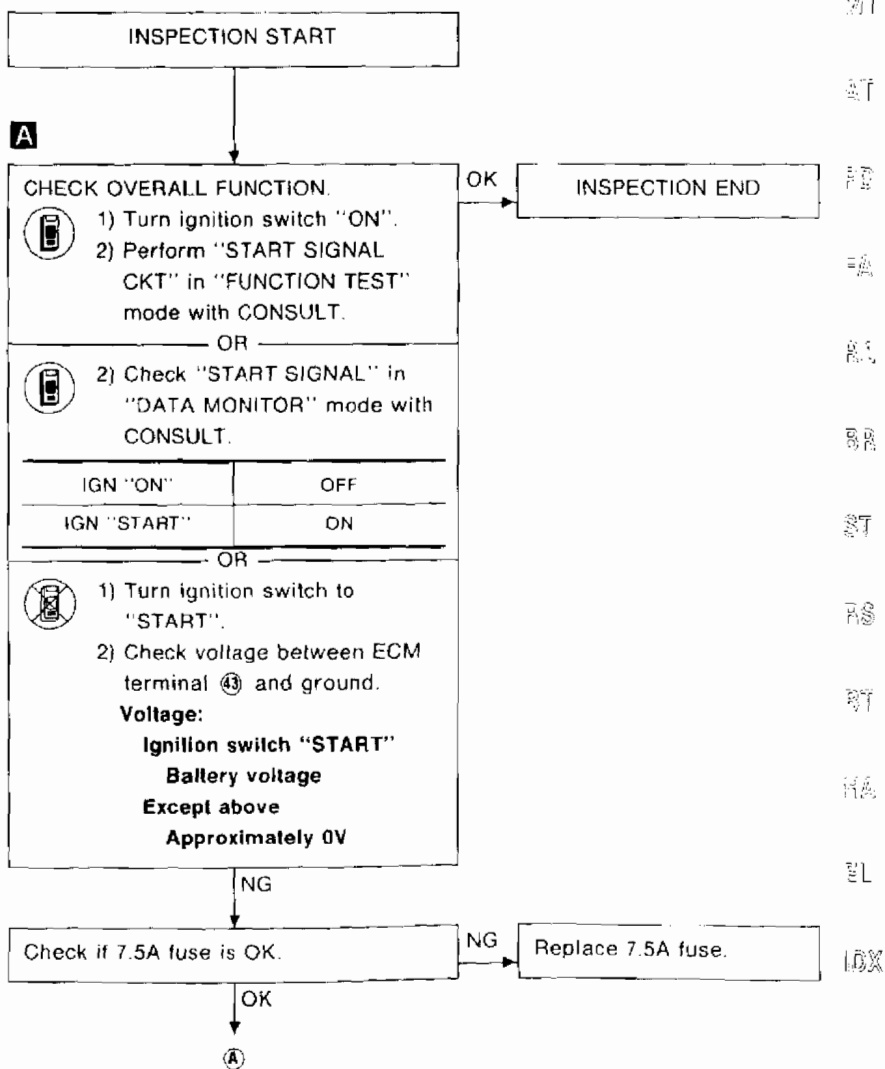 INSPECTION START
A
CHECK OVERALL FUNCTION.
1) Turn ignition switch "ON".
2) Perform "START SIGNAL
CKT" in "FUNCTION TEST"
mode with CONSULT.
OR
2) Check "START SIGNAL" in
"DATA MONITOR" mode with
CONSULT.
IGN "ON" OFF
IGN "START" ON
OR
1) Turn ignition switch to
"START".
2) Check voltage between ECM
terminal 43 and ground.
Voltage:
Ignition switch "START"
Battery voltage
Except above
Approximately 0V
OK
INSPECTION END
NG
Check if 7.5A fuse is OK.
NG
Replace 7.5A fuse.
OK
A
AT
FA
BR
ST
RS
BT
HA
EL
IDX